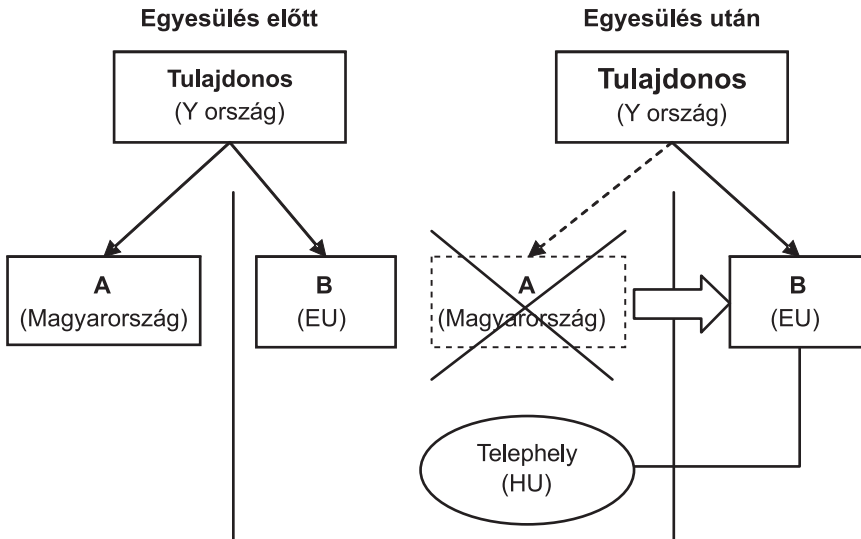 Egyesülés előtt
Tulajdonos
(Y ország)
A
(Magyarország)
B
(EU)
Egyesülés után
Tulajdonos
(Y ország)
A
(Magyarország)
B
(EU)
Telephely
(HU)